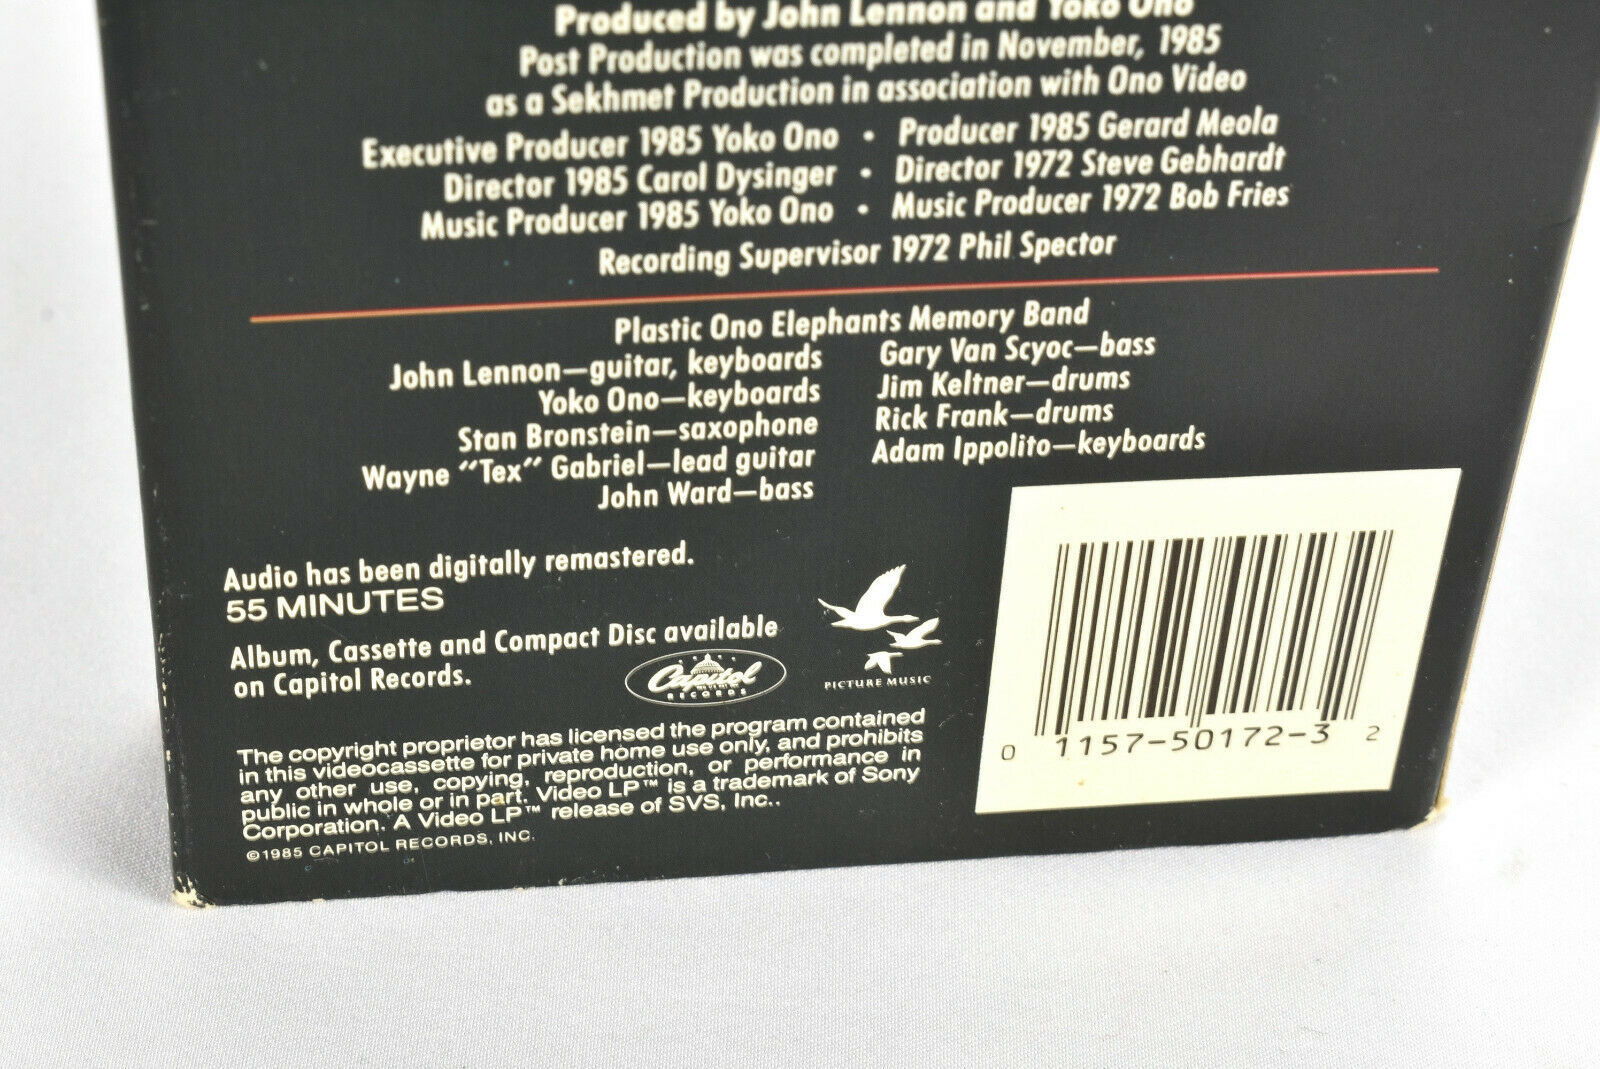 Produced by John Lennon and Yoko Ono
Post Production was completed in November, 1985
as a Sekhmet Production in association with Ono Video
Executive Producer 1985 Yoko Ono • Producer 1985 Gerard Meola
Director 1985 Carol Dysinger • Director 1972 Steve Gebhardt
Music Producer 1985 Yoko Ono • Music Producer 1972 Bob Fries
Recording Supervisor 1972 Phil Spector
Plastic Ono Elephants Memory Band
John Lennon—guitar, keyboards
Yoko Ono—keyboards
Stan Bronstein—saxophone
Wayne “Tex” Gabriel—lead guitar
John Ward—bass
Gary Van Scyoc—bass
Jim Keltner—drums
Rick Frank—drums
Adam Ippolito—keyboards
Audio has been digitally remastered.
55 MINUTES
Album, Cassette and Compact Disc available
on Capitol Records.
Capitol
RECORDS
PICTURE MUSIC
The copyright proprietor has licensed the program contained
in this videocassette for private home use only, and prohibits
any other use, copying, reproduction, or performance in
public in whole or in part. Video LP™ is a trademark of Sony
Corporation. A Video LP™ release of SVS, Inc..
©1985 CAPITOL RECORDS, INC.
0 1157-50172-3 2